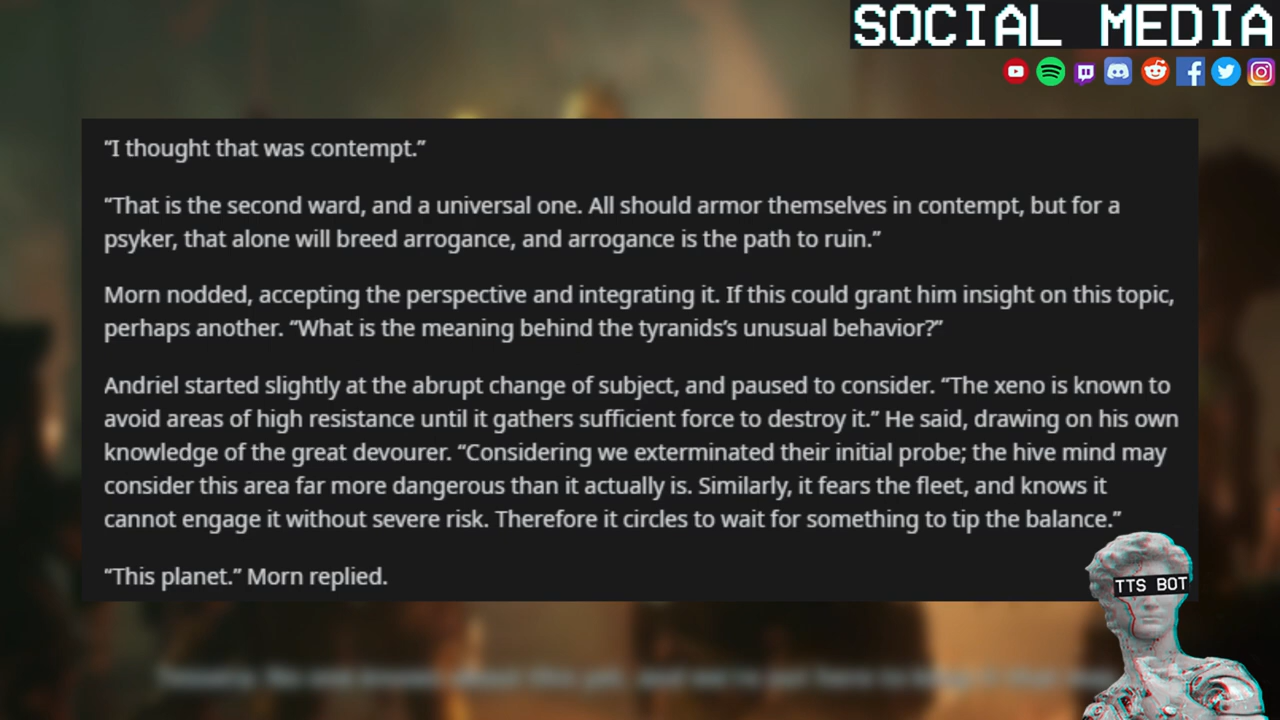 SOCIAL MEDIA
“I thought that was contempt.”
“That is the second ward, and a universal one. All should armor themselves in contempt, but for a
psyker, that alone will breed arrogance, and arrogance is the path to ruin.”
Morn nodded, accepting the perspective and integrating it. If this could grant him insight on this topic,
perhaps another. “What is the meaning behind the tyranids’s unusual behavior?”
Andriel started slightly at the abrupt change of subject, and paused to consider. “The xeno is known to
avoid areas of high resistance until it gathers sufficient force to destroy it.” He said, drawing on his own
knowledge of the great devourer. “Considering we exterminated their initial probe; the hive mind may
consider this area far more dangerous than it actually is. Similarly, it fears the fleet, and knows it
cannot engage it without severe risk. Therefore it circles to wait for something to tip the balance.”
“This planet.” Morn replied.
TTS BOT